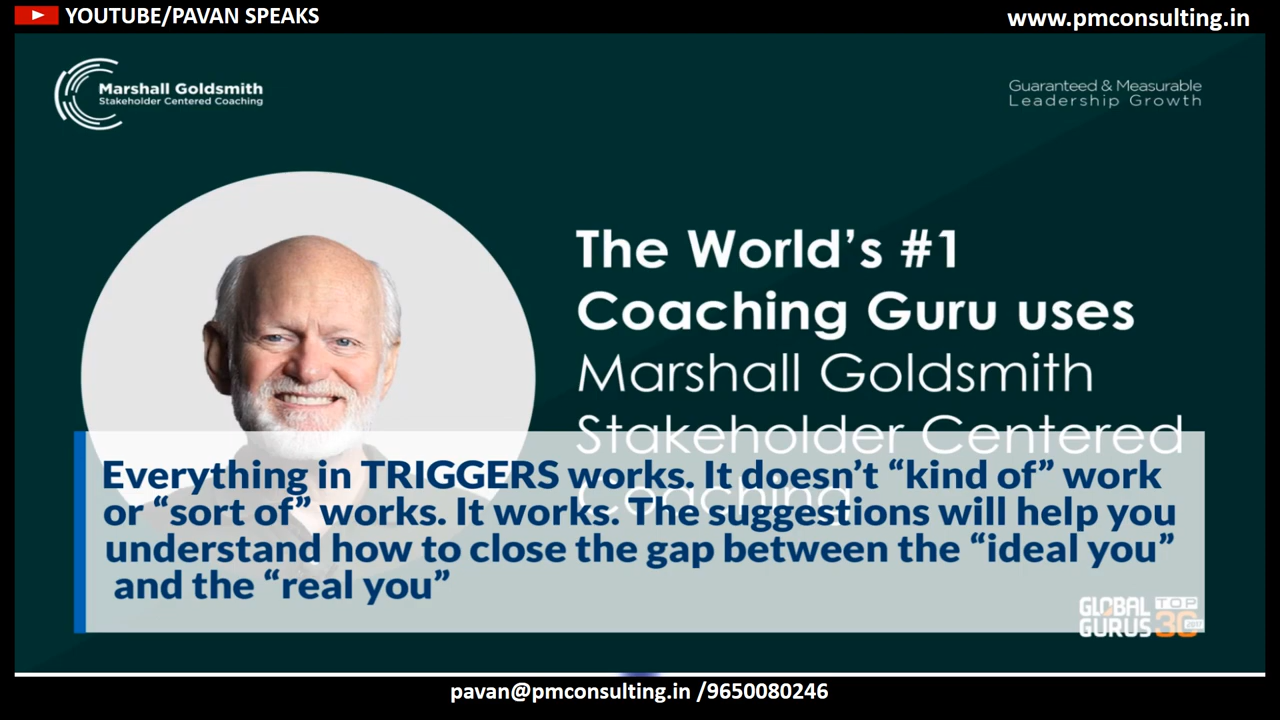 YOUTUBE/PAVAN SPEAKS
www.pmconsulting.in
Marshall Goldsmith
Stakeholder Centered Coaching
Guaranteed & Measurable
Leadership Growth
The World's #1
Coaching Guru uses
Marshall Goldsmith
Stakeholder Centered
Coaching
Everything in TRIGGERS works. It doesn't “kind of” work
or “sort of” works. It works. The suggestions will help you
understand how to close the gap between the “ideal you”
and the “real you”
GLOBAL TOP
GURUS 30
pavan@pmconsulting.in /9650080246